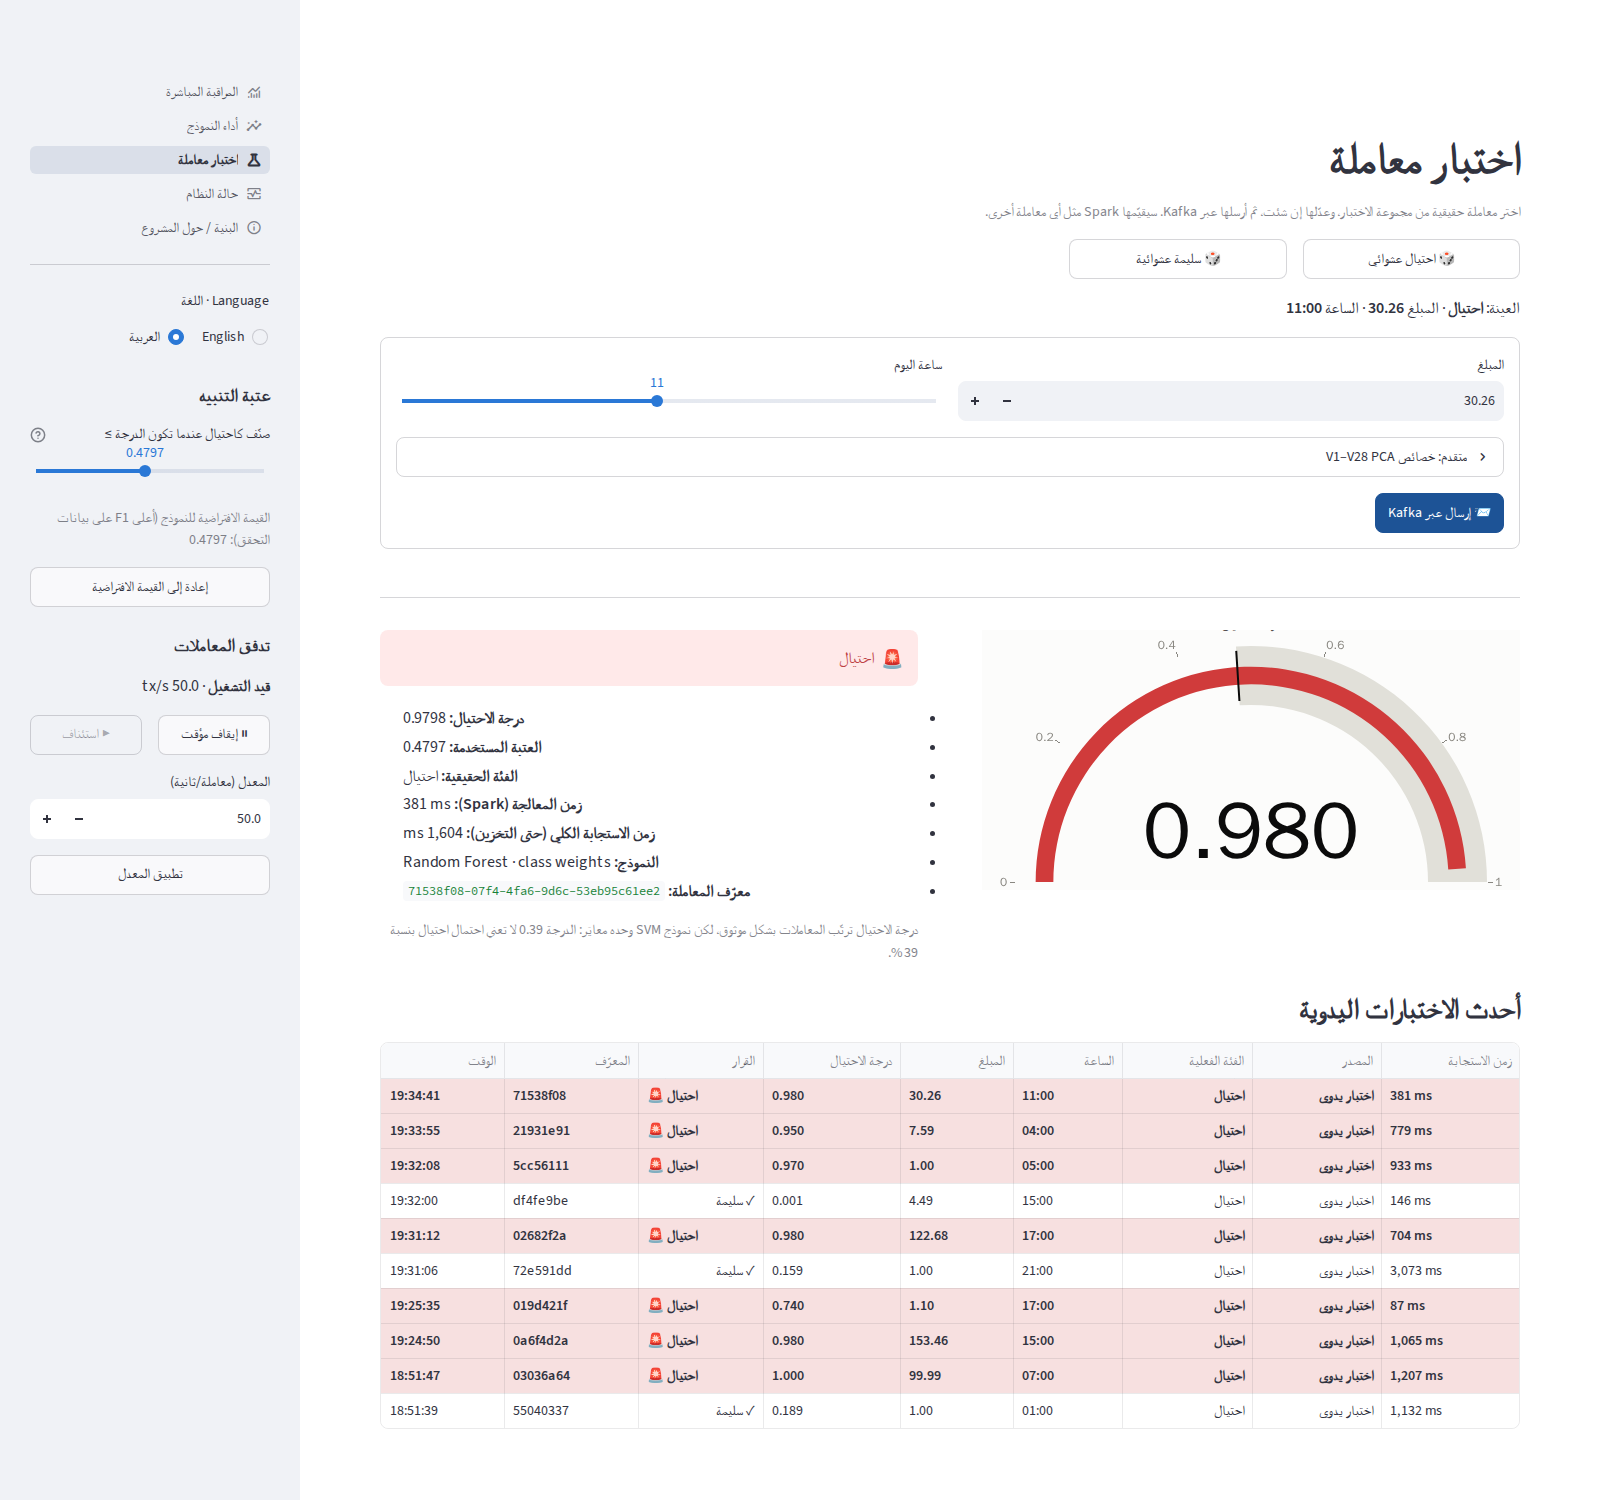 المراقبة المباشرة
أداء النموذج
اختبار معاملة
حالة النظام
البنية / حول المشروع
Language · اللغة
English العربية
عتبة التنبيه
صنّف كاحتيال عندما تكون الدرجة ≥
0.4797
القيمة الافتراضية للنموذج (أعلى F1 على بيانات
التحقق): 0.4797
إعادة إلى القيمة الافتراضية
تدفق المعاملات
قيد التشغيل · 50.0 tx/s
⏸ إيقاف مؤقت ▶ استئناف
المعدل (معاملة/ثانية)
50.0 − +
تطبيق المعدل
اختبار معاملة
اختر معاملة حقيقية من مجموعة الاختبار، وعدّلها إن شئت، ثم أرسلها عبر Kafka. سيقيّمها Spark مثل أي معاملة أخرى.
🎲 احتيال عشوائي 🎲 سليمة عشوائية
العينة: احتيال · المبلغ 30.26 · الساعة 11:00
المبلغ ساعة اليوم
30.26 − + 11
متقدم: خصائص V1–V28 PCA
📨 إرسال عبر Kafka
0 0.2 0.4 0.6 0.8 1
0.980
🚨 احتيال
• درجة الاحتيال: 0.9798
• العتبة المستخدمة: 0.4797
• الفئة الحقيقية: احتيال
• زمن المعالجة (Spark): 381 ms
• زمن الاستجابة الكلي (حتى التخزين): 1,604 ms
• النموذج: Random Forest · class weights
• معرّف المعاملة: 71538f08-07f4-4fa6-9d6c-53eb95c61ee2
درجة الاحتيال ترتّب المعاملات بشكل موثوق، لكن نموذج SVM وحده معايَر: الدرجة 0.39 لا تعني احتمال احتيال بنسبة
39%.
أحدث الاختبارات اليدوية
زمن الاستجابة المصدر الفئة الفعلية الساعة المبلغ درجة الاحتيال القرار المعرّف الوقت
381 ms اختبار يدوي احتيال 11:00 30.26 0.980 🚨 احتيال 71538f08 19:34:41
779 ms اختبار يدوي احتيال 04:00 7.59 0.950 🚨 احتيال 21931e91 19:33:55
933 ms اختبار يدوي احتيال 05:00 1.00 0.970 🚨 احتيال 5cc56111 19:32:08
146 ms اختبار يدوي احتيال 15:00 4.49 0.001 ✓ سليمة df4fe9be 19:32:00
704 ms اختبار يدوي احتيال 17:00 122.68 0.980 🚨 احتيال 02682f2a 19:31:12
3,073 ms اختبار يدوي احتيال 21:00 1.00 0.159 ✓ سليمة 72e591dd 19:31:06
87 ms اختبار يدوي احتيال 17:00 1.10 0.740 🚨 احتيال 019d421f 19:25:35
1,065 ms اختبار يدوي احتيال 15:00 153.46 0.980 🚨 احتيال 0a6f4d2a 19:24:50
1,207 ms اختبار يدوي احتيال 07:00 99.99 1.000 🚨 احتيال 03036a64 18:51:47
1,132 ms اختبار يدوي احتيال 01:00 1.00 0.189 ✓ سليمة 55040337 18:51:39